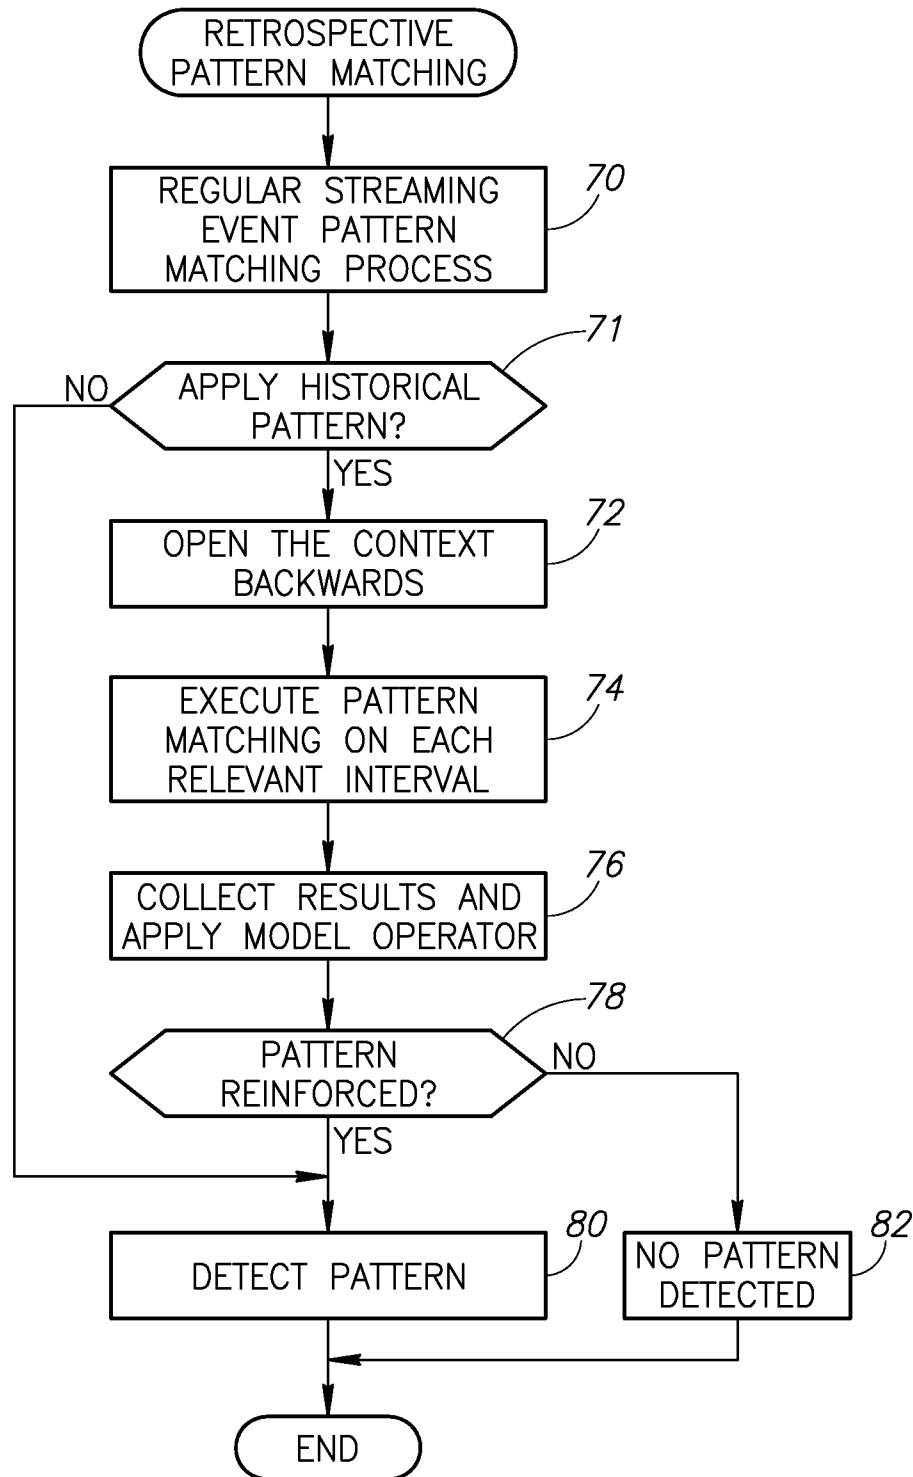 RETROSPECTIVE
PATTERN MATCHING
REGULAR STREAMING
EVENT PATTERN
MATCHING PROCESS
70
71
NO
APPLY HISTORICAL
PATTERN?
YES
72
OPEN THE CONTEXT
BACKWARDS
74
EXECUTE PATTERN
MATCHING ON EACH
RELEVANT INTERVAL
76
COLLECT RESULTS AND
APPLY MODEL OPERATOR
78
PATTERN
REINFORCED?
NO
YES
80
DETECT PATTERN
82
NO PATTERN
DETECTED
END